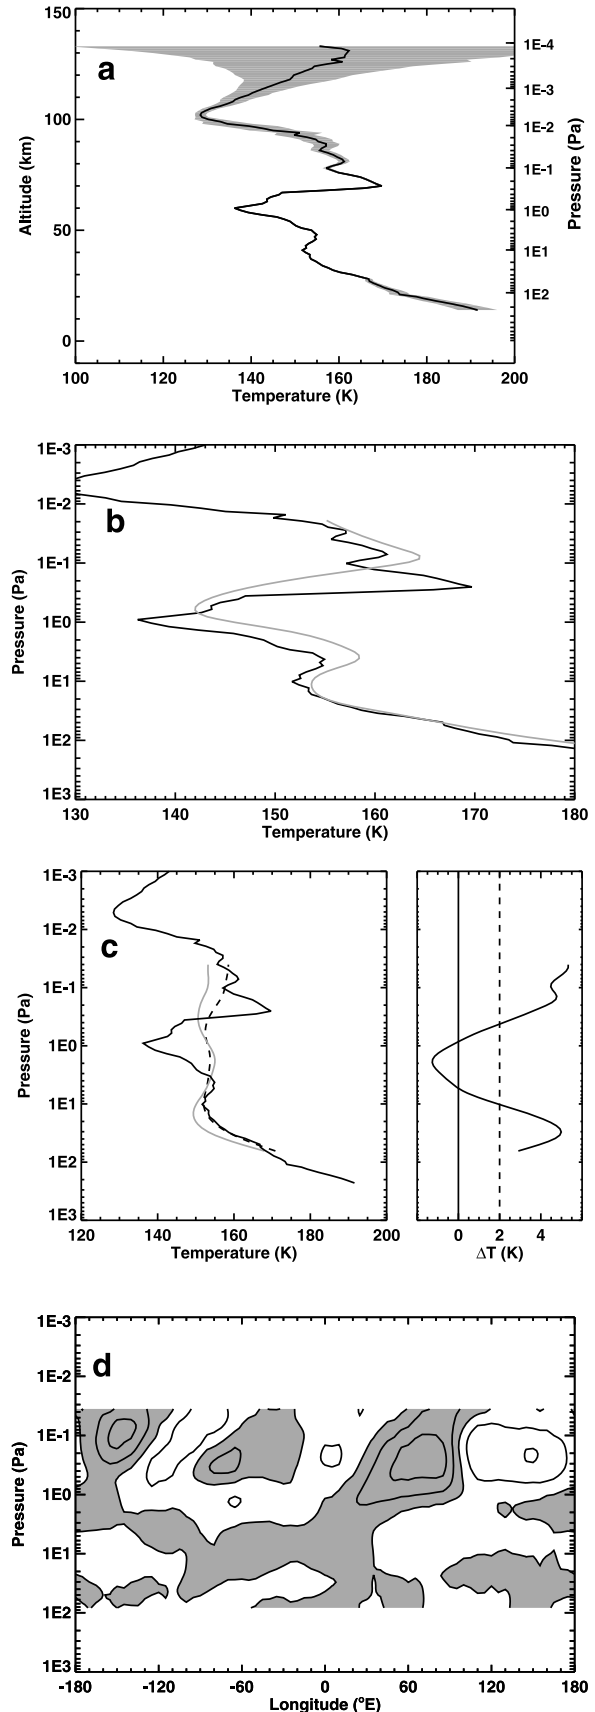 150
100
50
0
Altitude (km)
a
1E-4
1E-3
1E-2
1E-1
1E0
1E1
1E2
Pressure (Pa)
100 120 140 160 180 200
Temperature (K)
1E-3
1E-2
1E-1
1E0
1E1
1E2
1E3
Pressure (Pa)
b
130 140 150 160 170 180
Temperature (K)
1E-3
1E-2
1E-1
1E0
1E1
1E2
1E3
Pressure (Pa)
c
120 140 160 180 200
Temperature (K)
0 2 4
ΔT (K)
1E-3
1E-2
1E-1
1E0
1E1
1E2
1E3
Pressure (Pa)
d
-180 -120 -60 0 60 120 180
Longitude (°E)